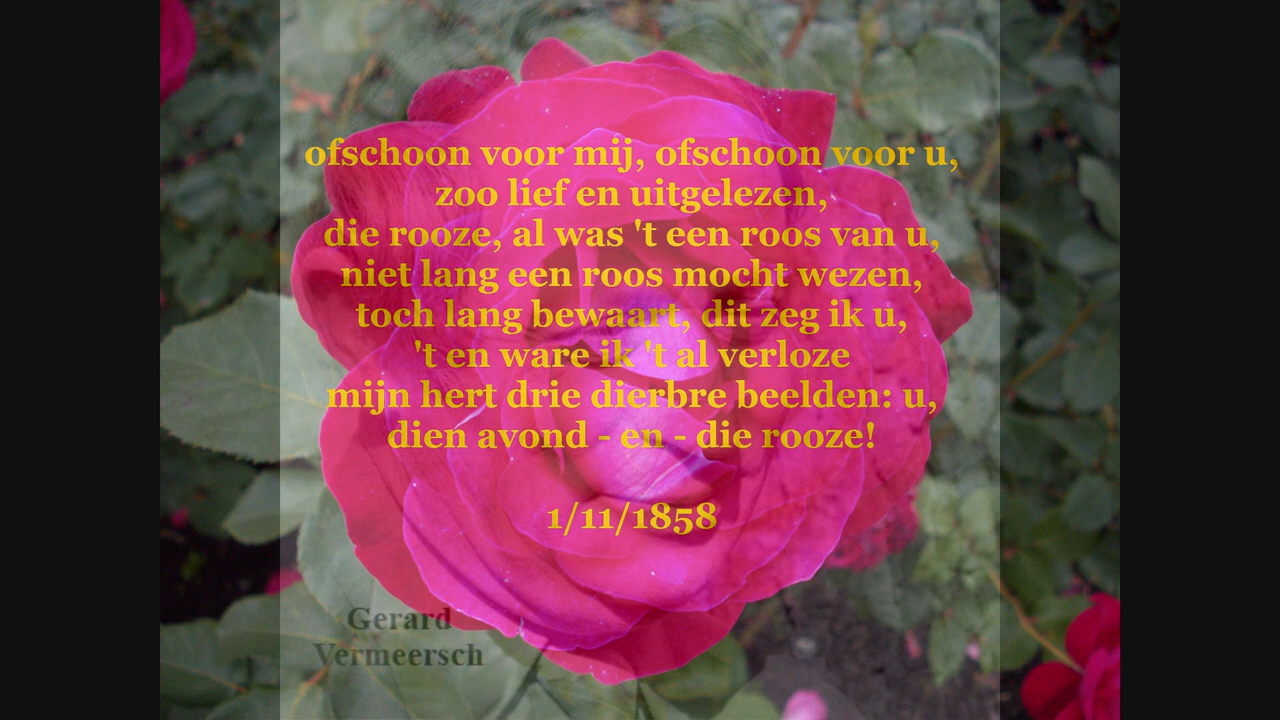 ofschoon voor mij, ofschoon voor u,
zoo lief en uitgelezen,
die rooze, al was 't een roos van u,
niet lang een roos mocht wezen,
toch lang bewaart, dit zeg ik u,
't en ware ik 't al verloze
mijn hert drie dierbre beelden: u,
dien avond - en - die rooze!
1/11/1858
Gerard
Vermeersch